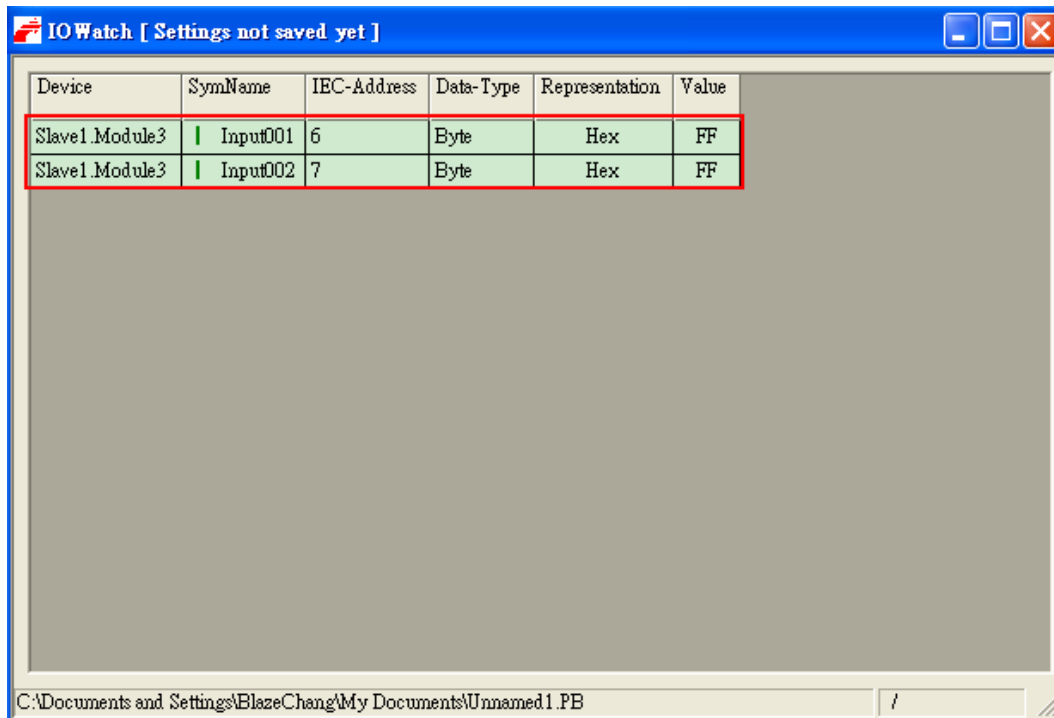 IOWatch [ Settings not saved yet ]
Device SymName IEC-Address Data-Type Representation Value
Slave1.Module3 Input001 6 Byte Hex FF
Slave1.Module3 Input002 7 Byte Hex FF
C:\Documents and Settings\BlazeChang\My Documents\Unnamed1.PB /